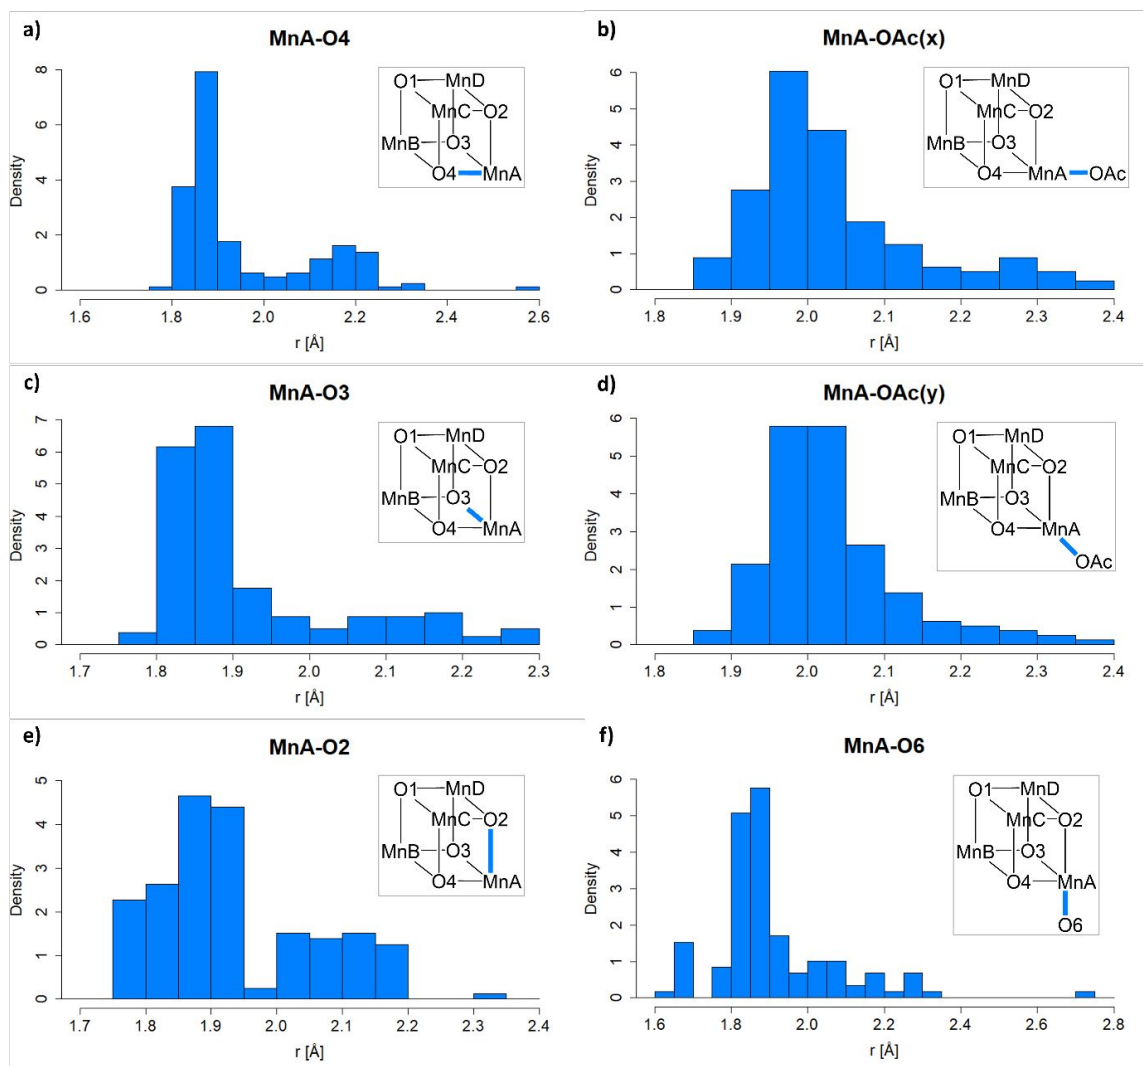 a)
MnA-O4
Density
0
2
4
6
8
1.6
1.8
2.0
2.2
2.4
2.6
r [Å]
O1
MnD
MnC
O2
MnB
O3
O4
MnA
b)
MnA-OAc(x)
Density
0
1
2
3
4
5
6
1.8
1.9
2.0
2.1
2.2
2.3
2.4
r [Å]
O1
MnD
MnC
O2
MnB
O3
O4
MnA
OAc
c)
MnA-O3
Density
0
1
2
3
4
5
6
7
1.7
1.8
1.9
2.0
2.1
2.2
2.3
r [Å]
O1
MnD
MnC
O2
MnB
O3
O4
MnA
d)
MnA-OAc(y)
Density
0
1
2
3
4
5
6
1.8
1.9
2.0
2.1
2.2
2.3
2.4
r [Å]
O1
MnD
MnC
O2
MnB
O3
O4
MnA
OAc
e)
MnA-O2
Density
0
1
2
3
4
5
1.7
1.8
1.9
2.0
2.1
2.2
2.3
2.4
r [Å]
O1
MnD
MnC
O2
MnB
O3
O4
MnA
f)
MnA-O6
Density
0
1
2
3
4
5
6
1.6
1.8
2.0
2.2
2.4
2.6
2.8
r [Å]
O1
MnD
MnC
O2
MnB
O3
O4
MnA
O6